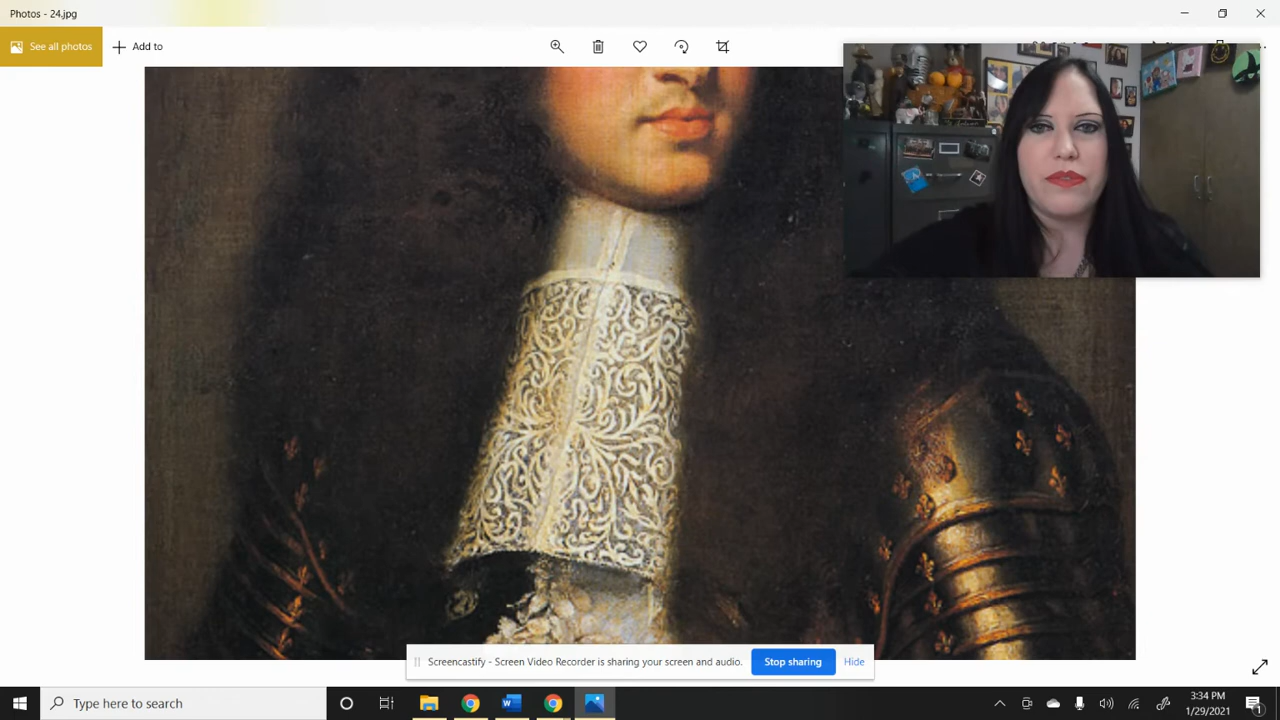 Photos - 24.jpg
See all photos
Add to
Screencastify - Screen Video Recorder is sharing your screen and audio.
Stop sharing
Hide
Type here to search
3:34 PM
1/29/2021
1